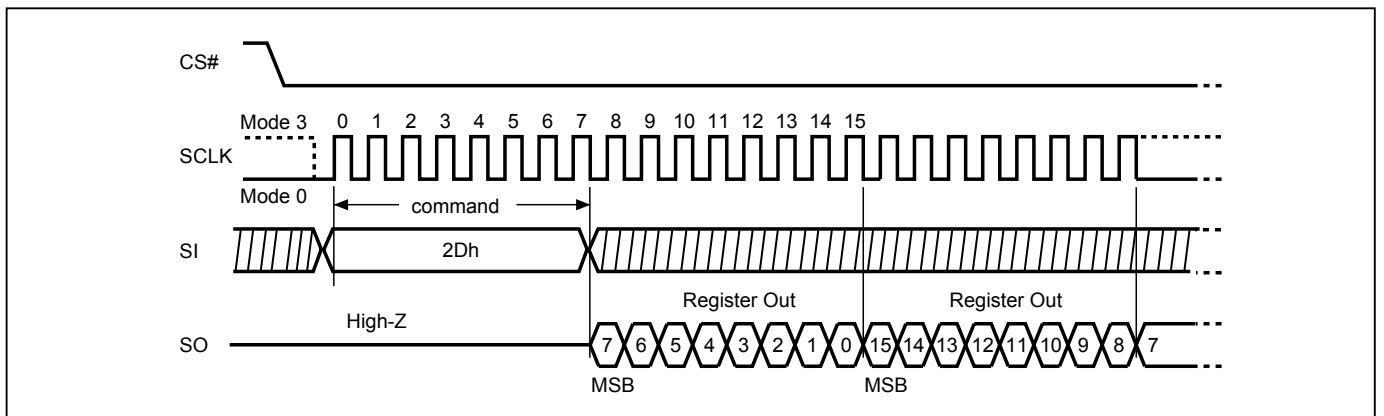 CS#
Mode 3 0 1 2 3 4 5 6 7 8 9 10 11 12 13 14 15
SCLK
Mode 0
command
SI 2Dh
Register Out Register Out
High-Z
SO 7 6 5 4 3 2 1 0 15 14 13 12 11 10 9 8 7
MSB MSB